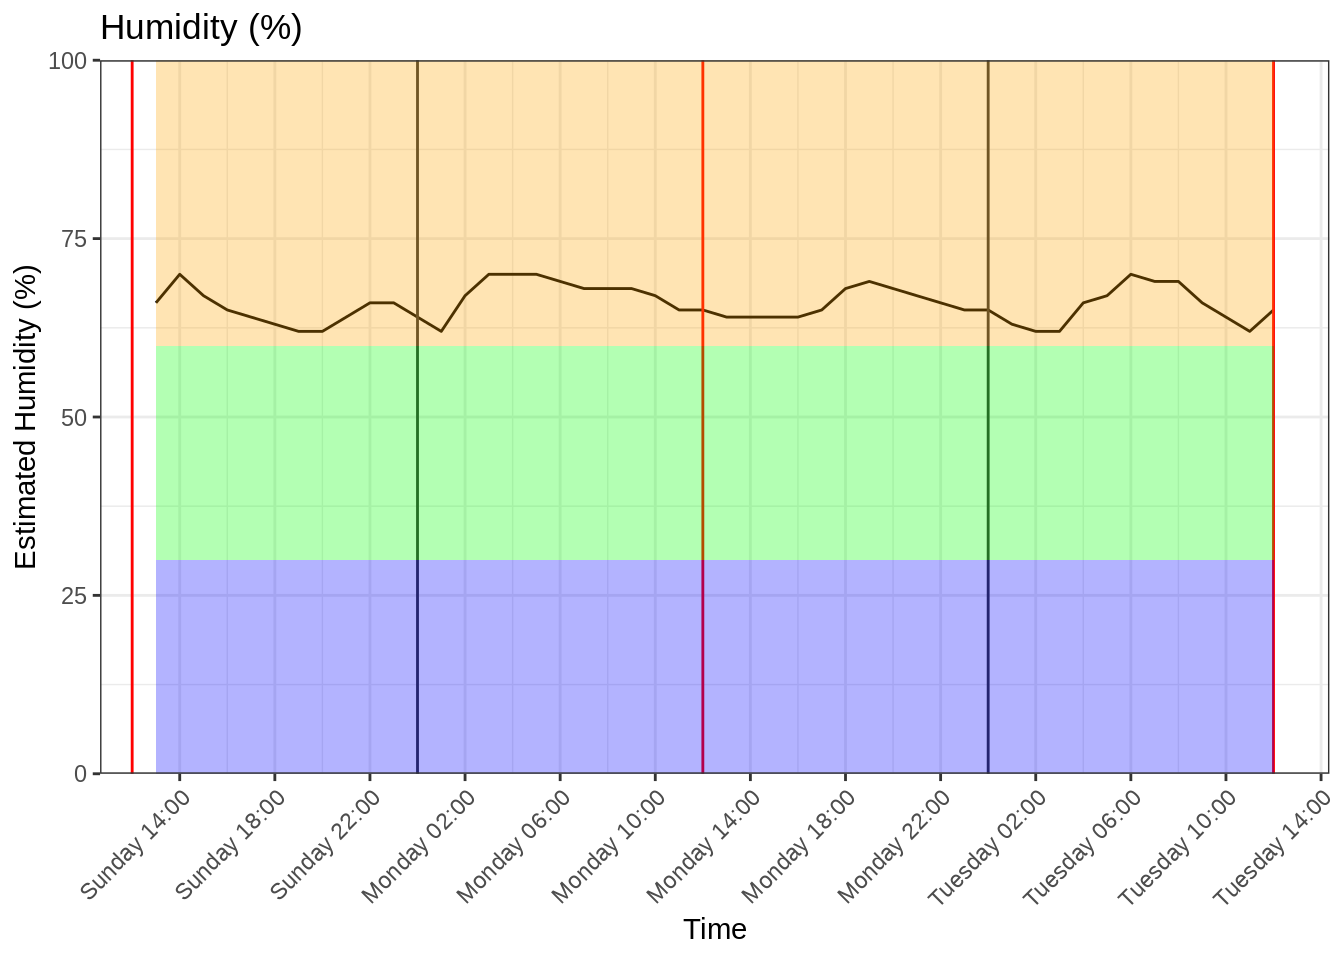 Humidity (%)
Estimated Humidity (%)
100
75
50
25
0
Sunday 14:00
Sunday 18:00
Sunday 22:00
Monday 02:00
Monday 06:00
Monday 10:00
Monday 14:00
Monday 18:00
Monday 22:00
Tuesday 02:00
Tuesday 06:00
Tuesday 10:00
Tuesday 14:00
Time